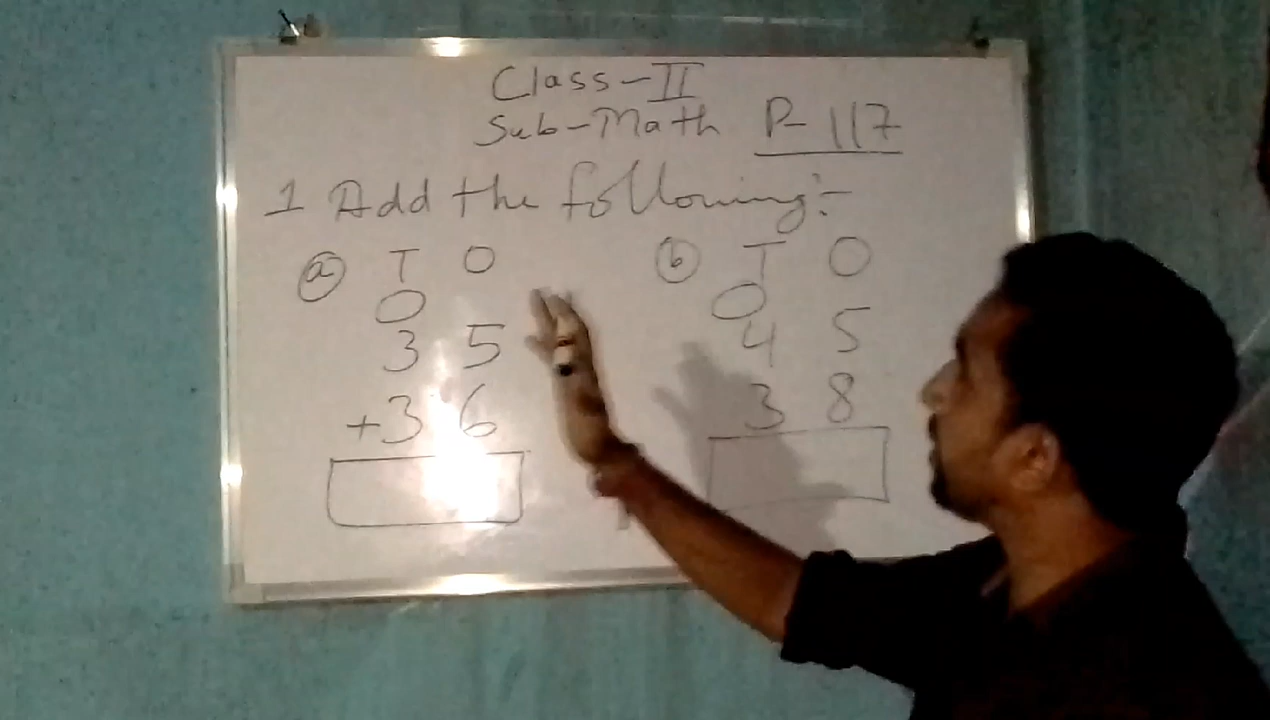 Class-II
Sub-Math P-117
1 Add the following:-
(a) T O (b) T O
O O
3 5 4 5
+3 6 3 8